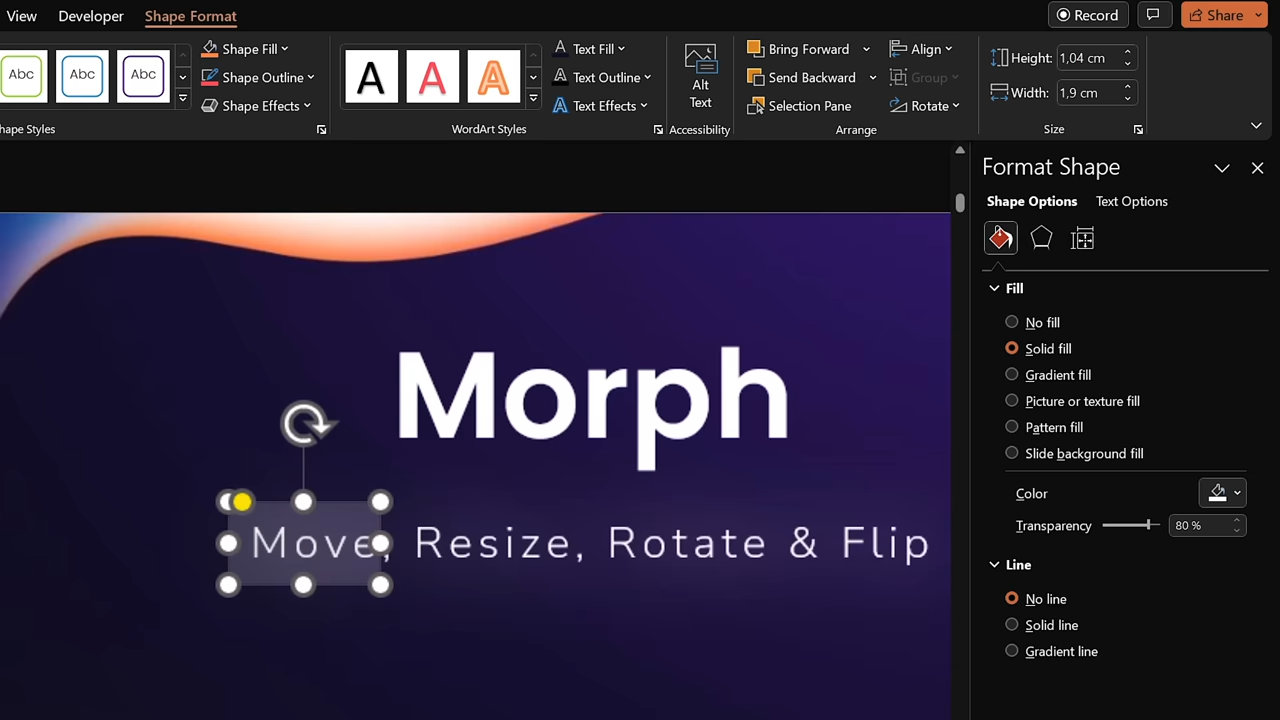 View Developer Shape Format Record Share
Abc Abc Abc Shape Fill A A A Text Fill Bring Forward Align Height: 1,04 cm
Shape Outline Text Outline Alt Text Send Backward Group Width: 1,9 cm
Shape Effects Text Effects Selection Pane Rotate
hape Styles WordArt Styles Accessibility Arrange Size
Format Shape
Shape Options Text Options
Fill
No fill
Solid fill
Gradient fill
Picture or texture fill
Pattern fill
Slide background fill
Color
Transparency 80 %
Line
No line
Solid line
Gradient line
Morph
Move, Resize, Rotate & Flip